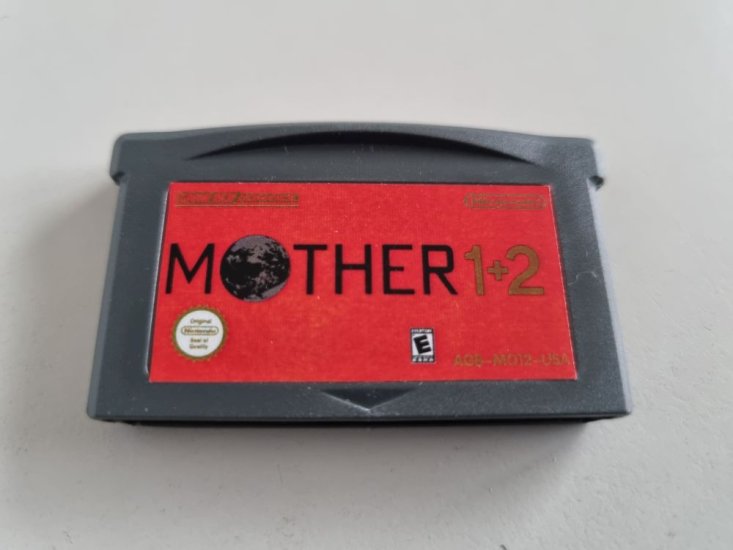 GAME BOY ADVANCE
Nintendo
MOTHER 1+2
Original
Nintendo
Seal of
Quality
E
AGB-MO12-USA